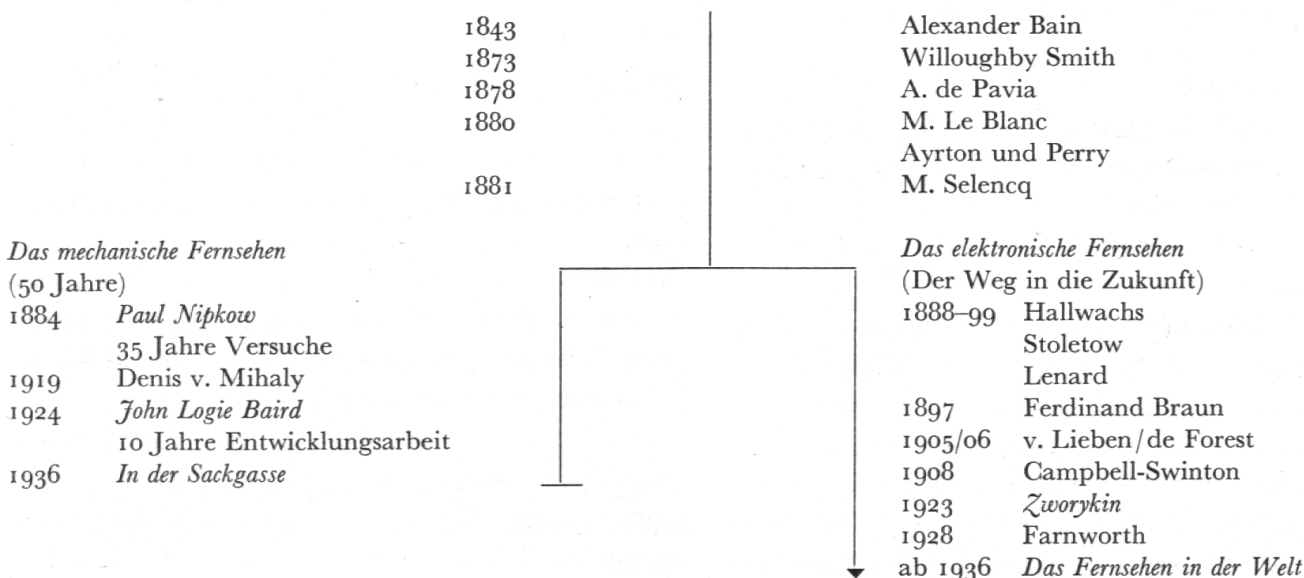 1843 Alexander Bain
1873 Willoughby Smith
1878 A. de Pavia
1880 M. Le Blanc
Ayrton und Perry
1881 M. Selencq
Das mechanische Fernsehen
(50 Jahre)
1884 Paul Nipkow
35 Jahre Versuche
1919 Denis v. Mihaly
1924 John Logie Baird
10 Jahre Entwicklungsarbeit
1936 In der Sackgasse
Das elektronische Fernsehen
(Der Weg in die Zukunft)
1888–99 Hallwachs
Stoletow
Lenard
1897 Ferdinand Braun
1905/06 v. Lieben/de Forest
1908 Campbell-Swinton
1923 Zworykin
1928 Farnworth
ab 1936 Das Fernsehen in der Welt